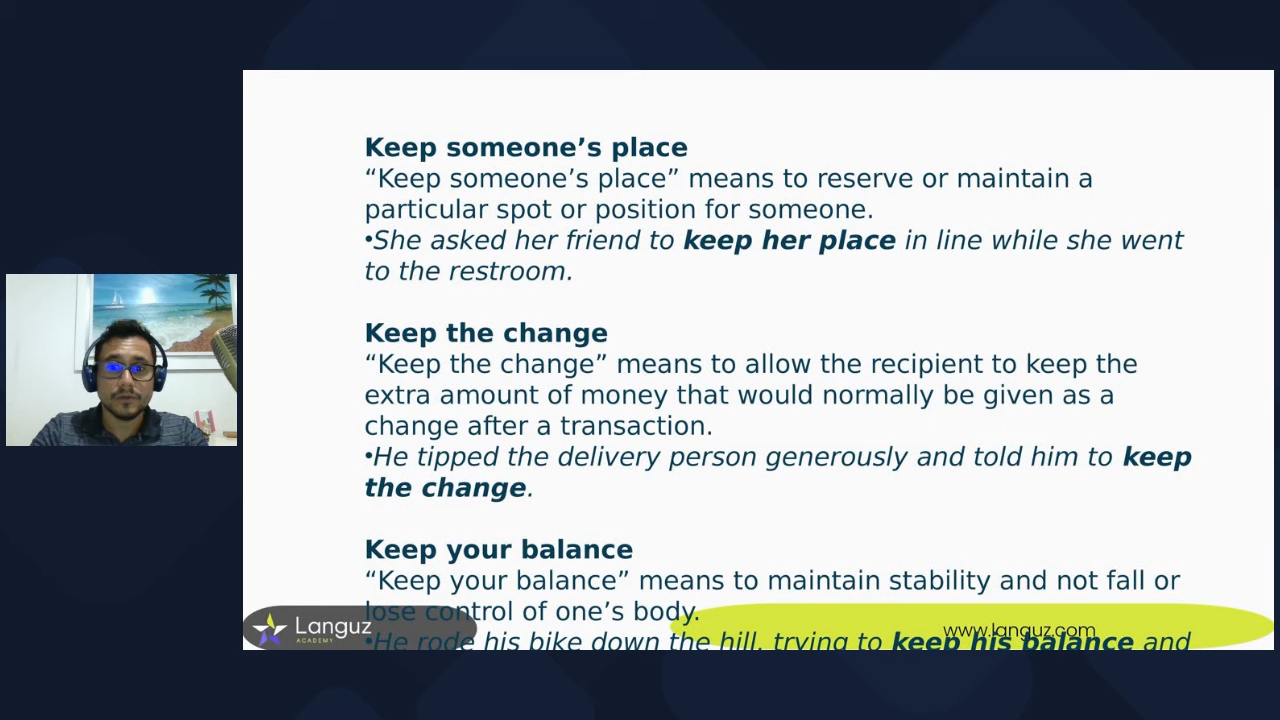 Keep someone’s place
“Keep someone’s place” means to reserve or maintain a
particular spot or position for someone.
•She asked her friend to keep her place in line while she went
to the restroom.
Keep the change
“Keep the change” means to allow the recipient to keep the
extra amount of money that would normally be given as a
change after a transaction.
•He tipped the delivery person generously and told him to keep
the change.
Keep your balance
“Keep your balance” means to maintain stability and not fall or
lose control of one’s body.
•He rode his bike down the hill, trying to keep his balance and
Languz
ACADEMY
www.languz.com